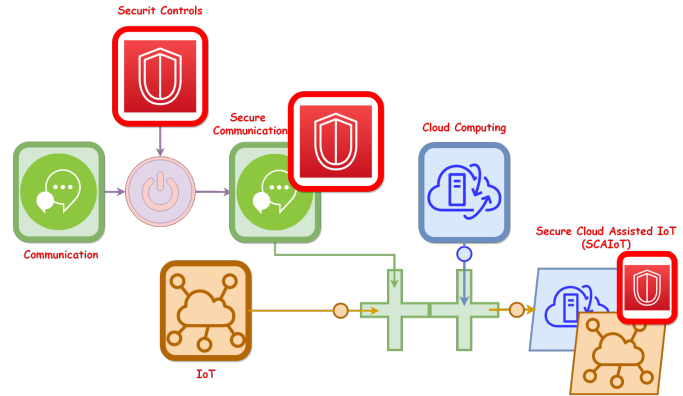 Securit Controls
Secure
Communication
Cloud Computing
Communication
Secure Cloud Assisted IoT
(SCAIoT)
IoT